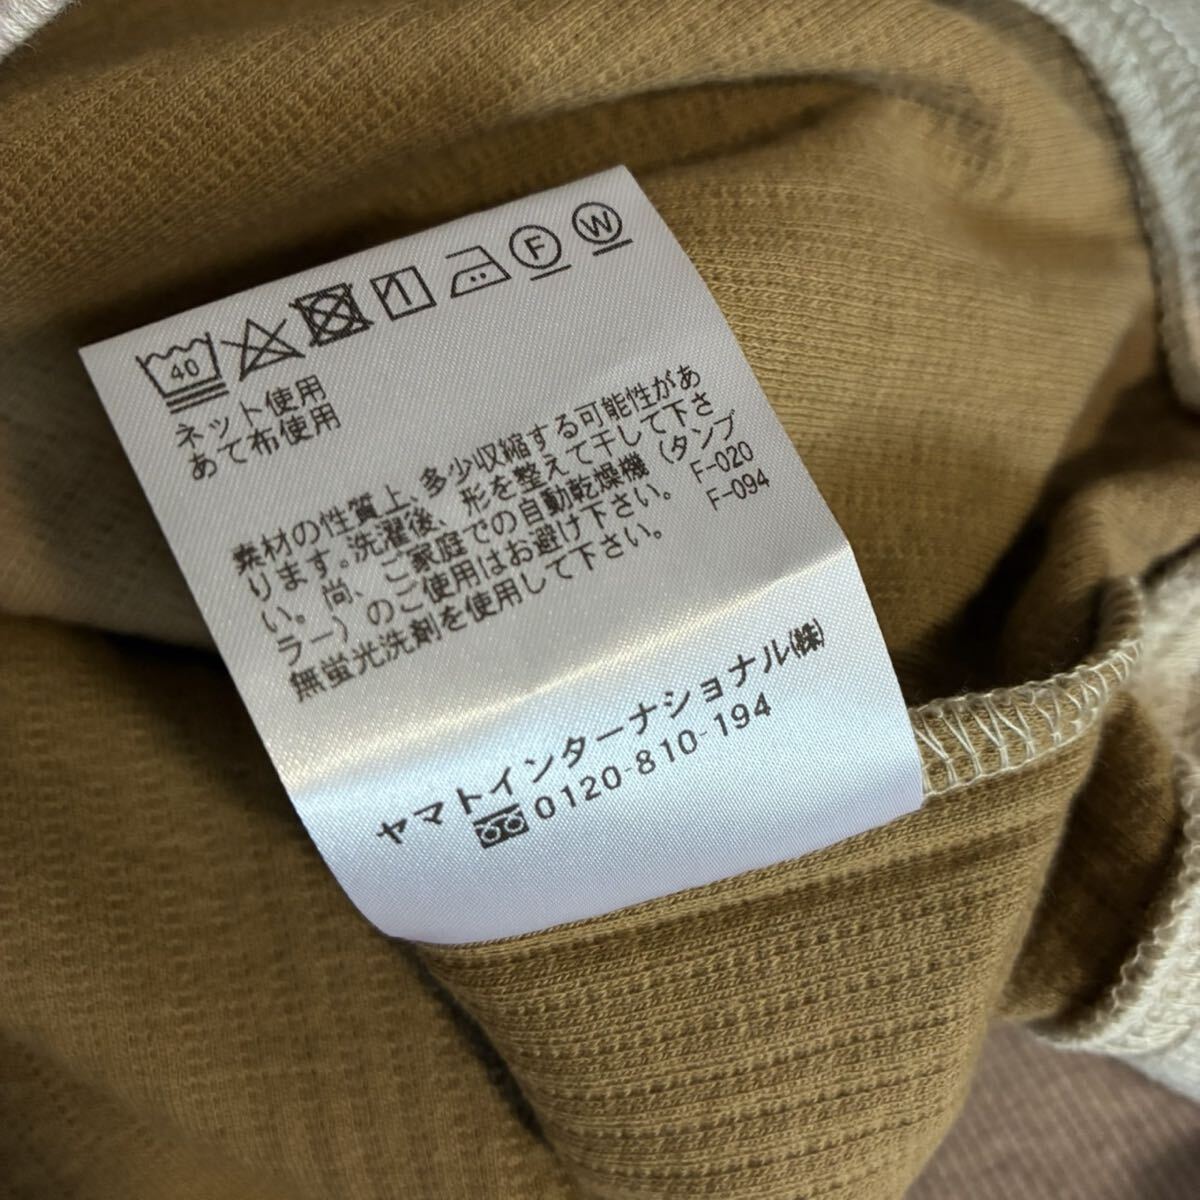 40 F W
ネット使用
あて布使用
素材の性質上、多少収縮する可能性があ
ります。洗濯後、形を整えて干して下さ
い。尚、ご家庭での自動乾燥機（タンブ
ラー）のご使用はお避け下さい。 F-020
無蛍光洗剤を使用して下さい。 F-094
ヤマトインターナショナル(株)
0120-810-194